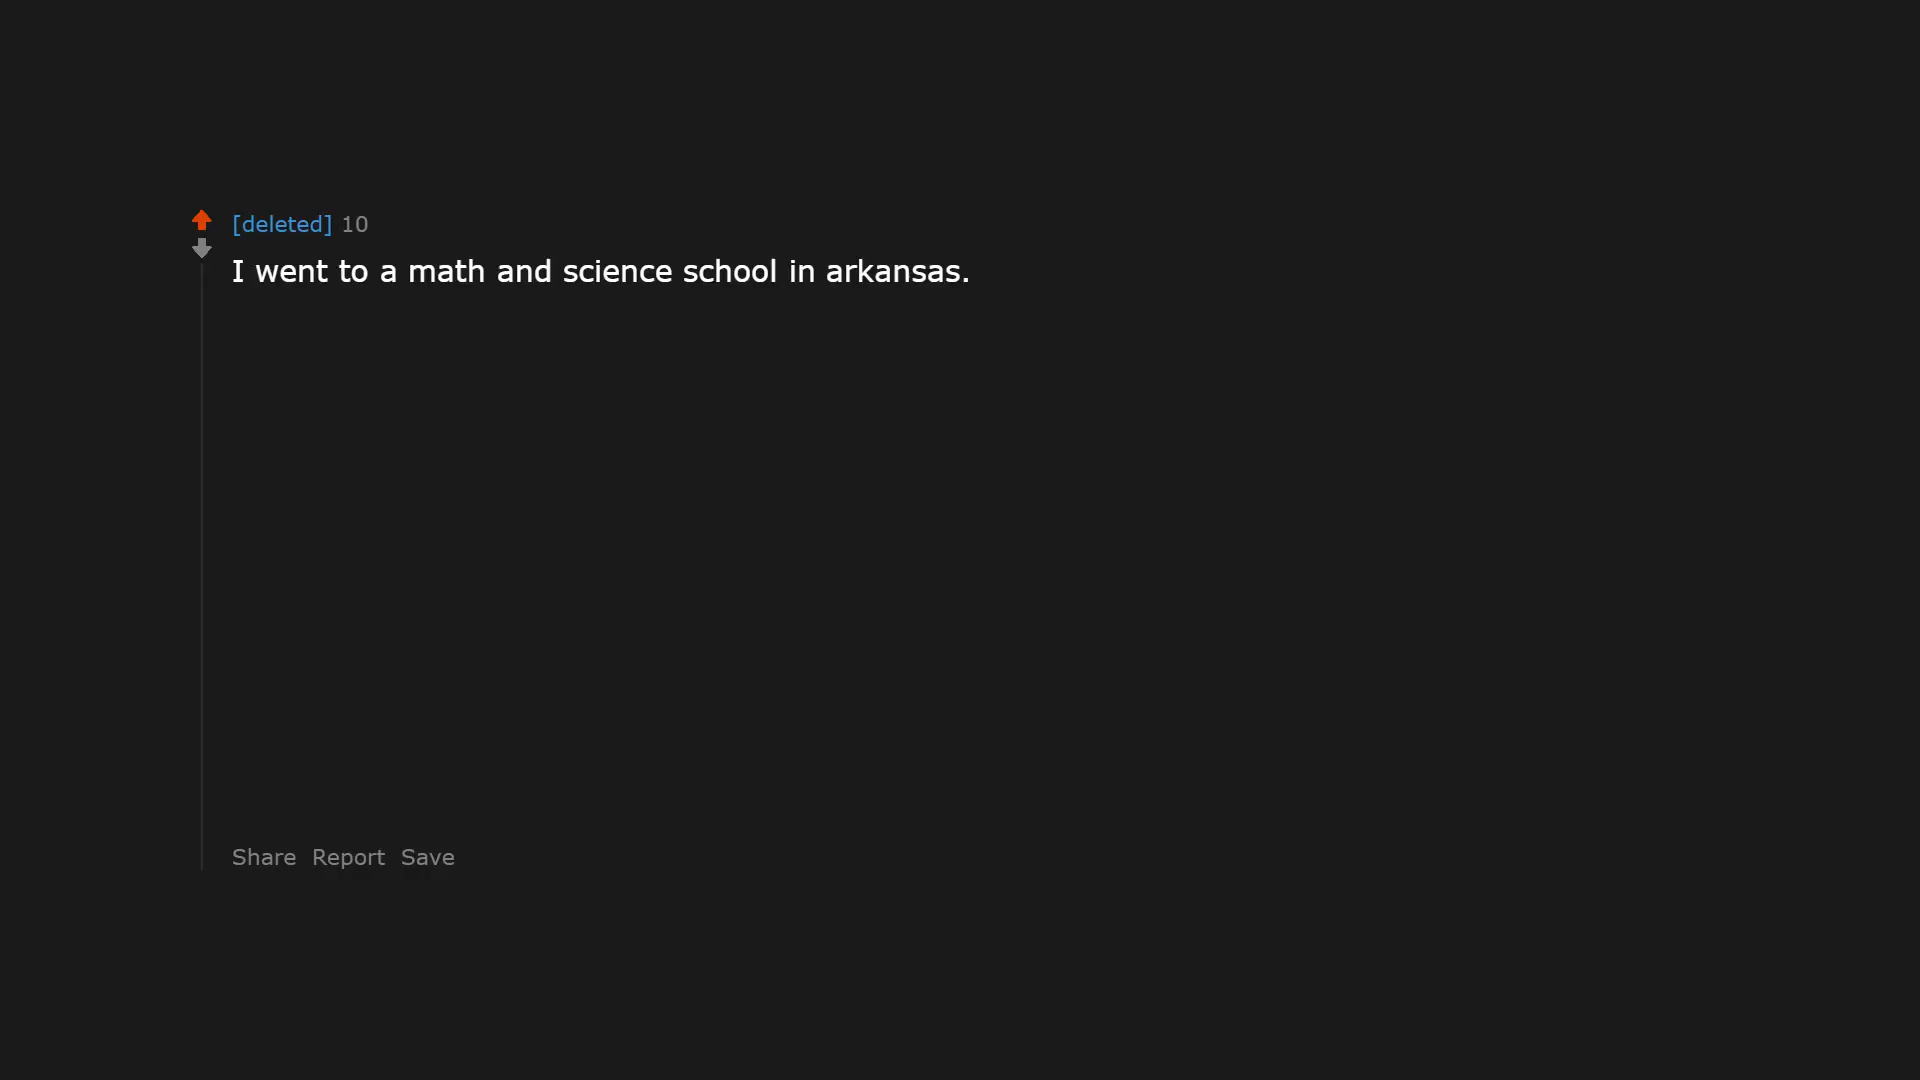 [deleted] 10
I went to a math and science school in arkansas.
Share Report Save